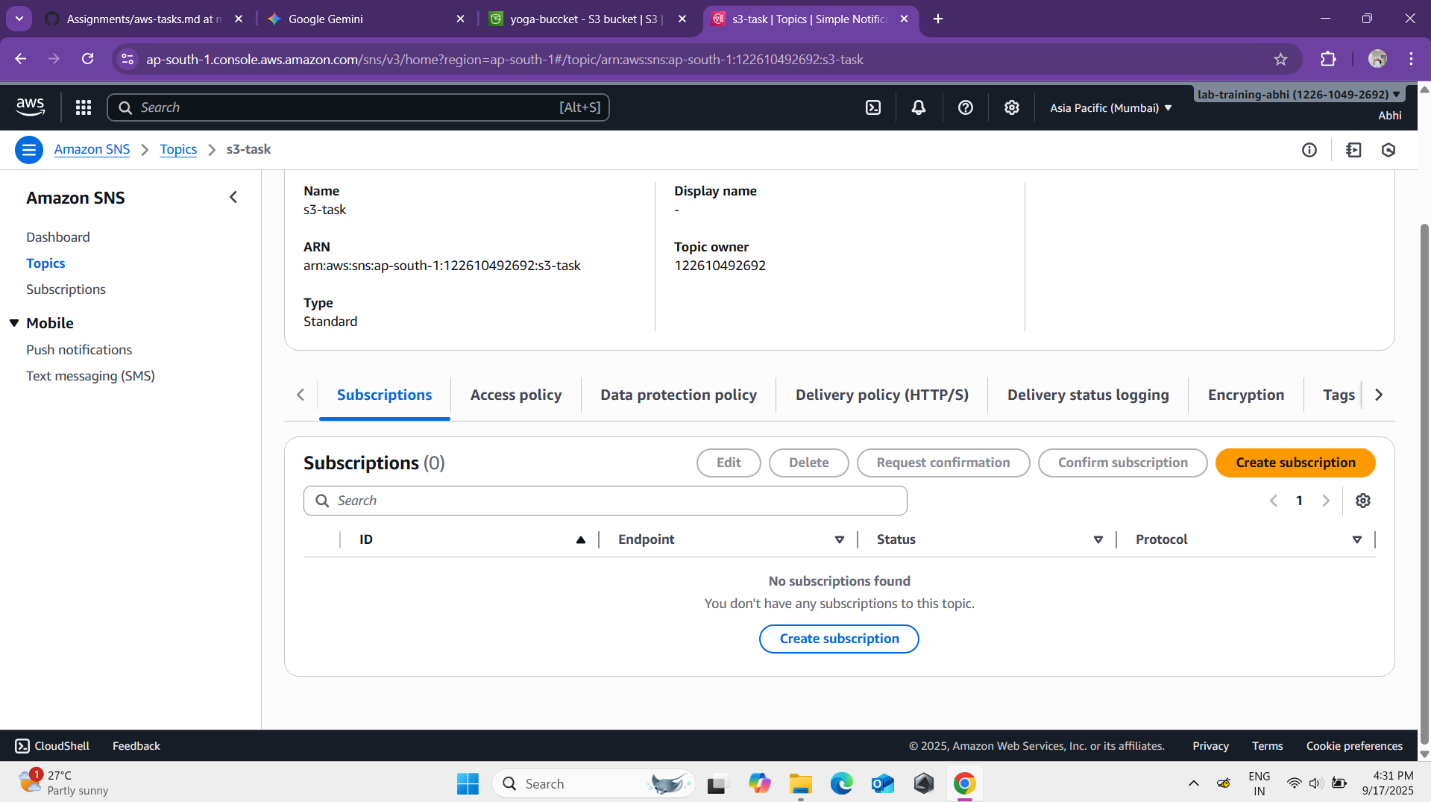 Assignments/aws-tasks.md at n
Google Gemini
yoga-buccket - S3 bucket | S3 |
s3-task | Topics | Simple Notific
ap-south-1.console.aws.amazon.com/sns/v3/home?region=ap-south-1#/topic/arn:aws:sns:ap-south-1:122610492692:s3-task
aws
Search
[Alt+S]
Asia Pacific (Mumbai)
lab-training-abhi (1226-1049-2692)
Abhi
Amazon SNS
Topics
s3-task
Amazon SNS
Dashboard
Topics
Subscriptions
Mobile
Push notifications
Text messaging (SMS)
Name
s3-task
ARN
arn:aws:sns:ap-south-1:122610492692:s3-task
Type
Standard
Display name
-
Topic owner
122610492692
Subscriptions
Access policy
Data protection policy
Delivery policy (HTTP/S)
Delivery status logging
Encryption
Tags
Subscriptions (0)
Edit
Delete
Request confirmation
Confirm subscription
Create subscription
Search
1
ID
Endpoint
Status
Protocol
No subscriptions found
You don't have any subscriptions to this topic.
Create subscription
CloudShell
Feedback
© 2025, Amazon Web Services, Inc. or its affiliates.
Privacy
Terms
Cookie preferences
1
27°C
Partly sunny
Search
ENG
IN
4:31 PM
9/17/2025